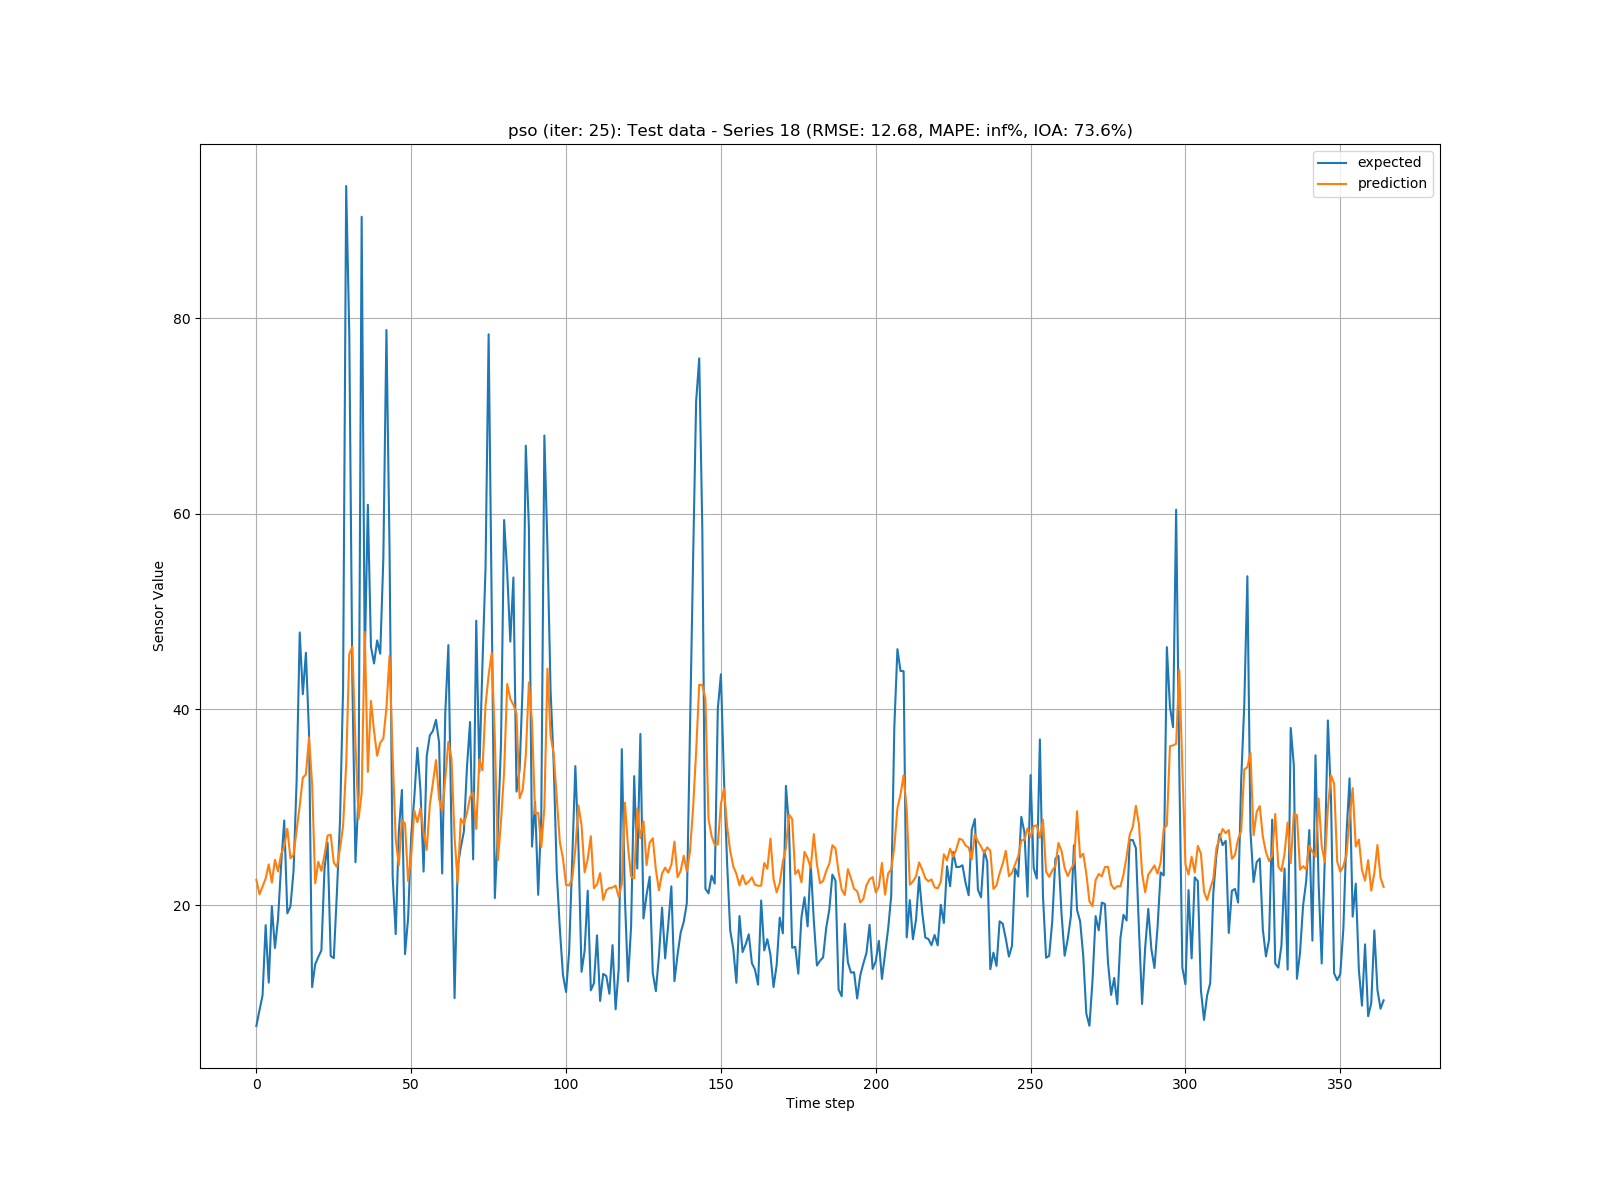 pso (iter: 25): Test data - Series 18 (RMSE: 12.68, MAPE: inf%, IOA: 73.6%)
expected
prediction
Sensor Value
80
60
40
20
0 50 100 150 200 250 300 350
Time step